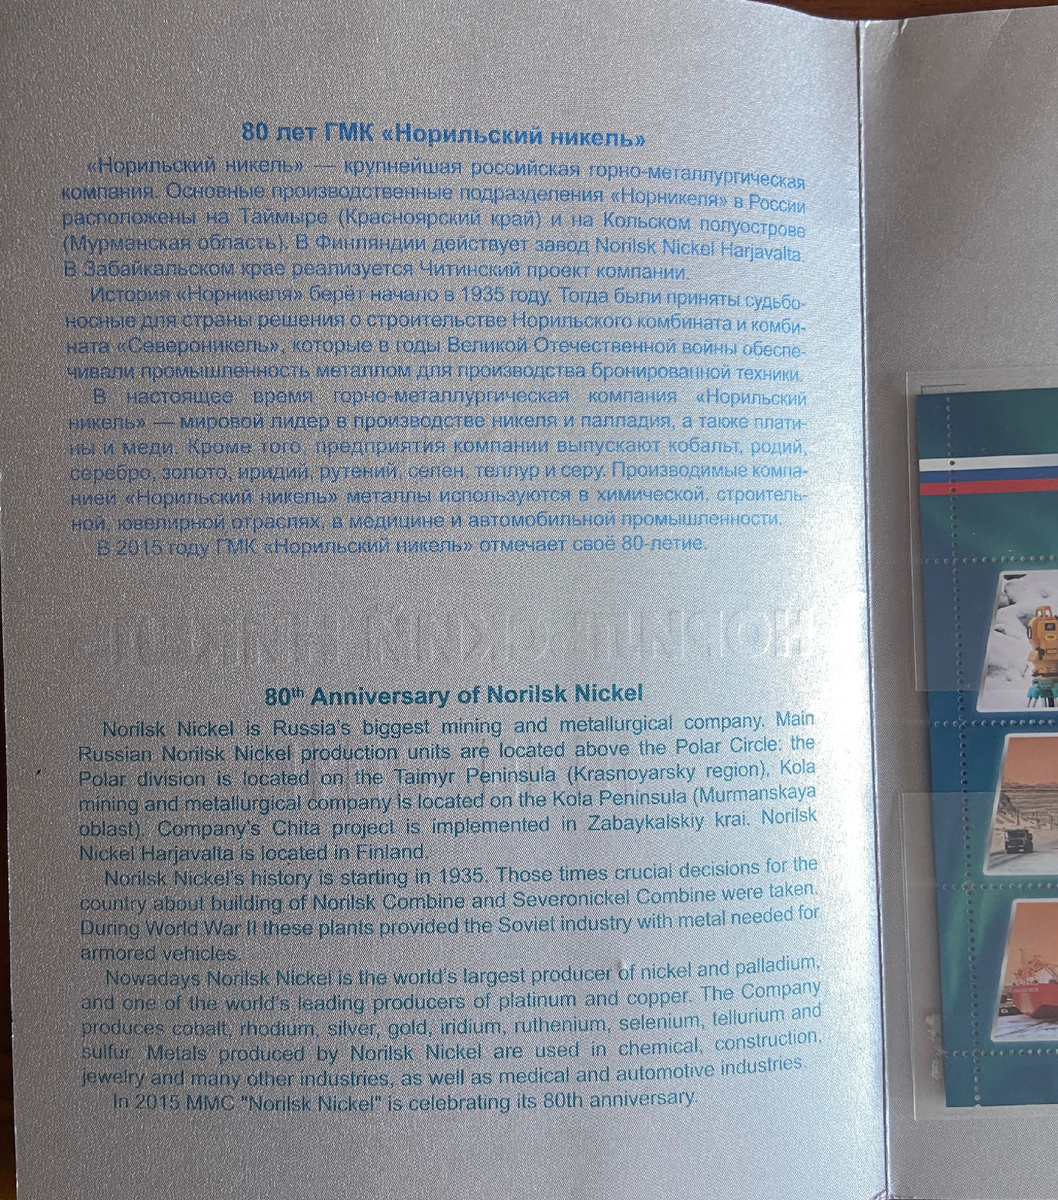 80 лет ГМК «Норильский никель»
«Норильский никель» — крупнейшая российская горно-металлургическая
компания. Основные производственные подразделения «Норникеля» в России
расположены на Таймыре (Красноярский край) и на Кольском полуострове
(Мурманская область). В Финляндии действует завод Norilsk Nickel Harjavalta.
В Забайкальском крае реализуется Читинский проект компании.
История «Норникеля» берёт начало в 1935 году. Тогда были приняты судьбо-
носные для страны решения о строительстве Норильского комбината и комби-
ната «Североникель», которые в годы Великой Отечественной войны обеспе-
чивали промышленность металлом для производства бронированной техники.
В настоящее время горно-металлургическая компания «Норильский
никель» — мировой лидер в производстве никеля и палладия, а также плати-
ны и меди. Кроме того, предприятия компании выпускают кобальт, родий,
серебро, золото, иридий, рутений, селен, теллур и серу. Производимые компа-
нией «Норильский никель» металлы используются в химической, строитель-
ной, ювелирной отраслях, в медицине и автомобильной промышленности.
В 2015 году ГМК «Норильский никель» отмечает своё 80-летие.
80th Anniversary of Norilsk Nickel
Norilsk Nickel is Russia's biggest mining and metallurgical company. Main
Russian Norilsk Nickel production units are located above the Polar Circle: the
Polar division is located on the Taimyr Peninsula (Krasnoyarsky region), Kola
mining and metallurgical company is located on the Kola Peninsula (Murmanskaya
oblast). Company's Chita project is implemented in Zabaykalskiy krai. Norilsk
Nickel Harjavalta is located in Finland.
Norilsk Nickel's history is starting in 1935. Those times crucial decisions for the
country about building of Norilsk Combine and Severonickel Combine were taken.
During World War II these plants provided the Soviet industry with metal needed for
armored vehicles.
Nowadays Norilsk Nickel is the world's largest producer of nickel and palladium,
and one of the world's leading producers of platinum and copper. The Company
produces cobalt, rhodium, silver, gold, iridium, ruthenium, selenium, tellurium and
sulfur. Metals produced by Norilsk Nickel are used in chemical, construction,
jewelry and many other industries, as well as medical and automotive industries.
In 2015 MMC "Norilsk Nickel" is celebrating its 80th anniversary.